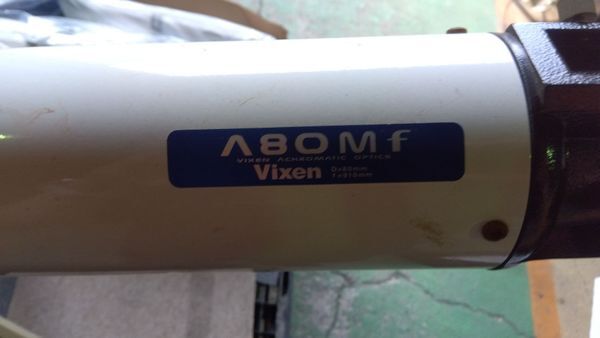 A80Mf
VIXEN ACHROMATIC OPTICS
Vixen D=80mm
f=910mm